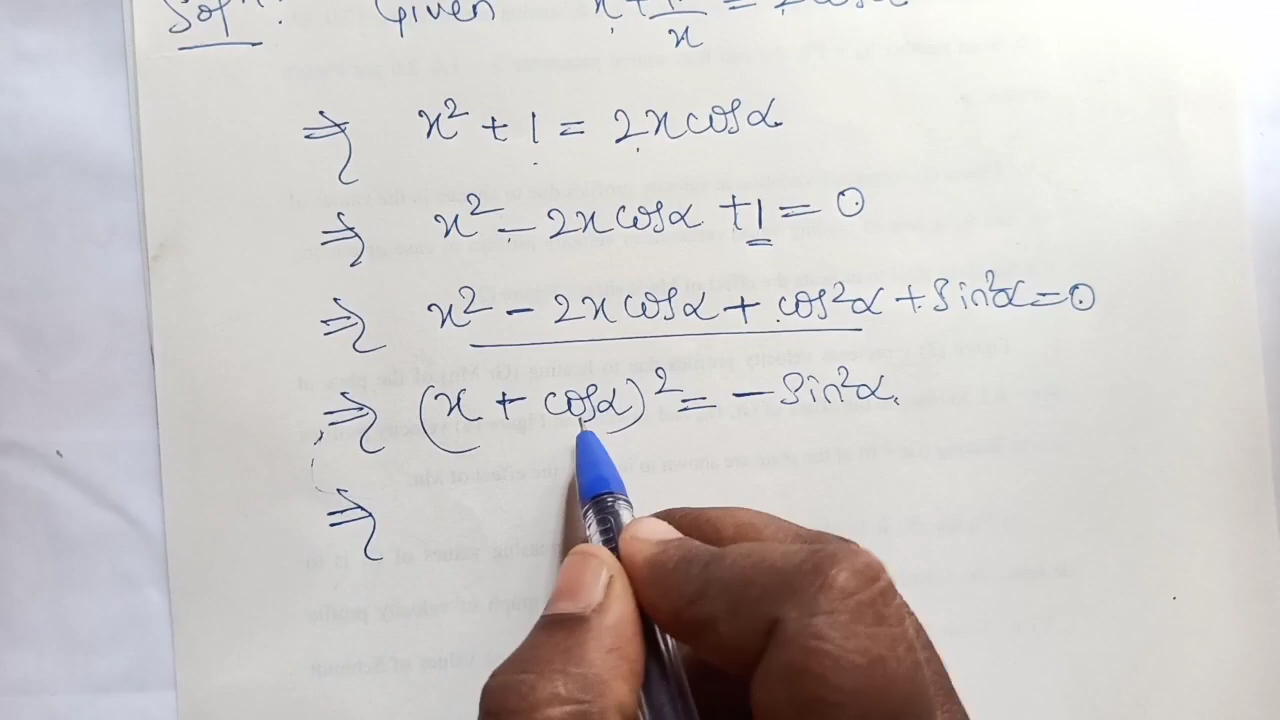 Solⁿ: Given x + 1/x = 2cosα
⇒ x² + 1 = 2x cosα
⇒ x² - 2x cosα + 1 = 0
⇒ x² - 2x cosα + cos²α + sin²α = 0
⇒ (x + cosα)² = - sin²α
⇒